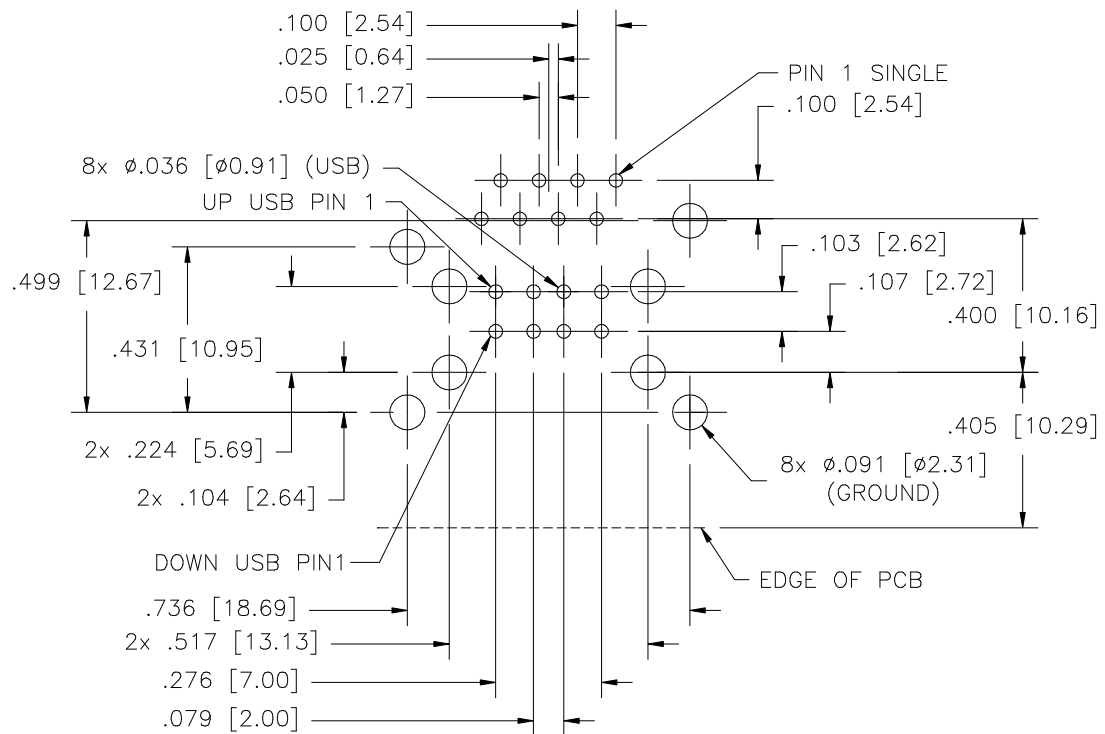 .100 [2.54]
.025 [0.64]
.050 [1.27]
PIN 1 SINGLE
.100 [2.54]
8x ø.036 [ø0.91] (USB)
UP USB PIN 1
.103 [2.62]
.499 [12.67]
.107 [2.72]
.400 [10.16]
.431 [10.95]
.405 [10.29]
2x .224 [5.69]
8x ø.091 [ø2.31]
(GROUND)
2x .104 [2.64]
DOWN USB PIN1
EDGE OF PCB
.736 [18.69]
2x .517 [13.13]
.276 [7.00]
.079 [2.00]